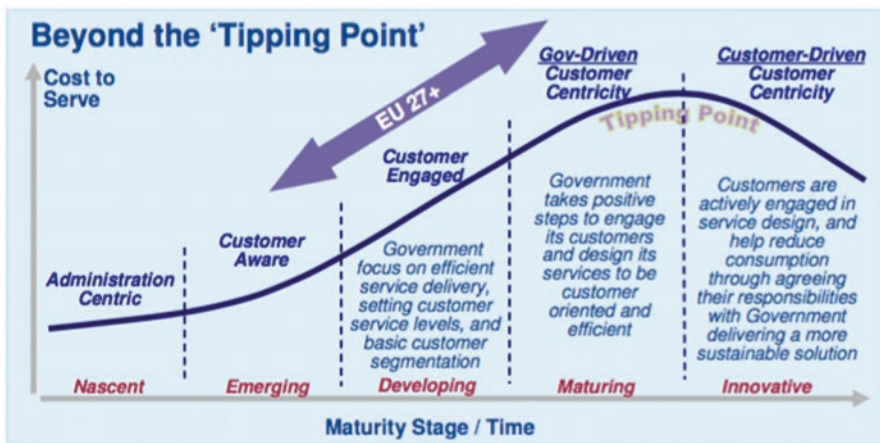 Beyond the 'Tipping Point'
Cost to
Serve
EU 27+
Gov-Driven
Customer
Centricity
Customer-Driven
Customer
Centricity
Tipping Point
Customer
Engaged
Customer
Aware
Administration
Centric
Government
focus on efficient
service delivery,
setting customer
service levels, and
basic customer
segmentation
Government
takes positive
steps to engage
its customers
and design its
services to be
customer
oriented and
efficient
Customers are
actively engaged in
service design, and
help reduce
consumption
through agreeing
their responsibilities
with Government
delivering a more
sustainable solution
Nascent
Emerging
Developing
Maturing
Innovative
Maturity Stage / Time